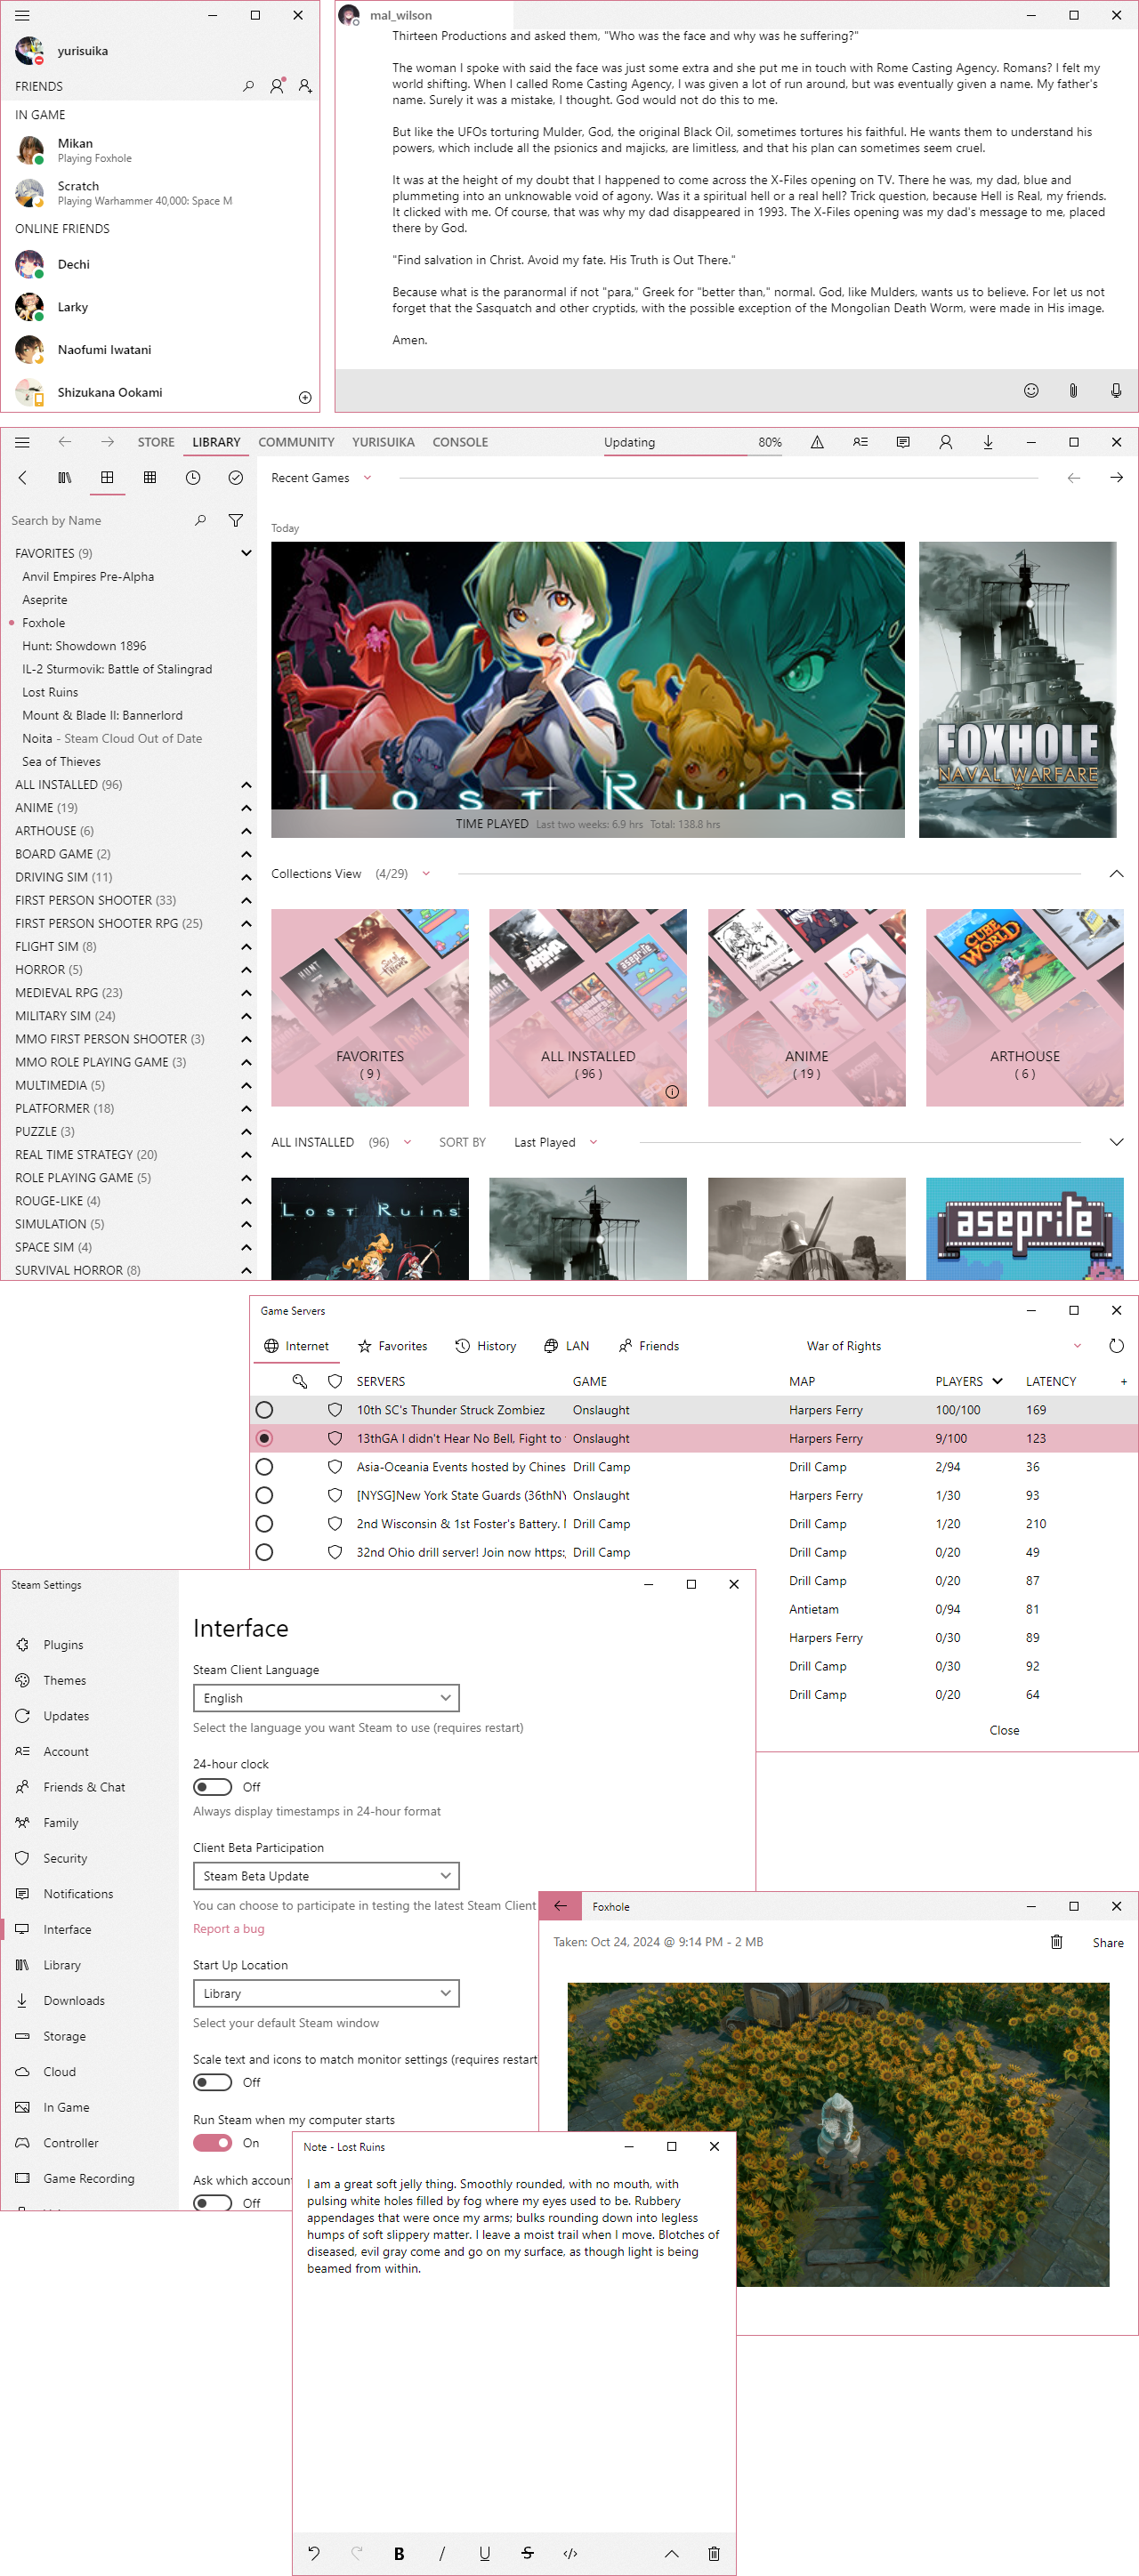 yurisuika
FRIENDS
IN GAME
Mikan
Playing Foxhole
Scratch
Playing Warhammer 40,000: Space M
ONLINE FRIENDS
Dechi
Larky
Naofumi Iwatani
Shizukana Ookami
mal_wilson
Thirteen Productions and asked them, "Who was the face and why was he suffering?"
The woman I spoke with said the face was just some extra and she put me in touch with Rome Casting Agency. Romans? I felt my
world shifting. When I called Rome Casting Agency, I was given a lot of run around, but was eventually given a name. My father's
name. Surely it was a mistake, I thought. God would not do this to me.
But like the UFOs torturing Mulder, God, the original Black Oil, sometimes tortures his faithful. He wants them to understand his
powers, which include all the psionics and majicks, are limitless, and that his plan can sometimes seem cruel.
It was at the height of my doubt that I happened to come across the X-Files opening on TV. There he was, my dad, blue and
plummeting into an unknowable void of agony. Was it a spiritual hell or a real hell? Trick question, because Hell is Real, my friends.
It clicked with me. Of course, that was why my dad disappeared in 1993. The X-Files opening was my dad's message to me, placed
there by God.
"Find salvation in Christ. Avoid my fate. His Truth is Out There."
Because what is the paranormal if not "para," Greek for "better than," normal. God, like Mulders, wants us to believe. For let us not
forget that the Sasquatch and other cryptids, with the possible exception of the Mongolian Death Worm, were made in His image.
Amen.
STORE LIBRARY COMMUNITY YURISUIKA CONSOLE Updating 80%
Search by Name
FAVORITES (9)
Anvil Empires Pre-Alpha
Aseprite
Foxhole
Hunt: Showdown 1896
IL-2 Sturmovik: Battle of Stalingrad
Lost Ruins
Mount & Blade II: Bannerlord
Noita - Steam Cloud Out of Date
Sea of Thieves
ALL INSTALLED (96)
ANIME (19)
ARTHOUSE (6)
BOARD GAME (2)
DRIVING SIM (11)
FIRST PERSON SHOOTER (33)
FIRST PERSON SHOOTER RPG (25)
FLIGHT SIM (8)
HORROR (5)
MEDIEVAL RPG (23)
MILITARY SIM (24)
MMO FIRST PERSON SHOOTER (3)
MMO ROLE PLAYING GAME (3)
MULTIMEDIA (5)
PLATFORMER (18)
PUZZLE (3)
REAL TIME STRATEGY (20)
ROLE PLAYING GAME (5)
ROUGE-LIKE (4)
SIMULATION (5)
SPACE SIM (4)
SURVIVAL HORROR (8)
Recent Games
Today
LOST RUINS
TIME PLAYED Last two weeks: 6.9 hrs Total: 138.8 hrs
FOXHOLE
NAVAL WARFARE
Collections View (4/29)
FAVORITES
( 9 )
aseprite
ALL INSTALLED
( 96 )
ANIME
( 19 )
CUBE
WORLD
ARTHOUSE
( 6 )
ALL INSTALLED (96) SORT BY Last Played
LOST RUINS
aseprite
Game Servers
Internet Favorites History LAN Friends War of Rights
SERVERS GAME MAP PLAYERS LATENCY +
10th SC's Thunder Struck Zombiez Onslaught Harpers Ferry 100/100 169
13thGA I didn't Hear No Bell, Fight to Onslaught Harpers Ferry 9/100 123
Asia-Oceania Events hosted by Chines Drill Camp Drill Camp 2/94 36
[NYSG]New York State Guards (36thNY Onslaught Harpers Ferry 1/30 93
2nd Wisconsin & 1st Foster's Battery. Drill Camp Drill Camp 1/20 210
32nd Ohio drill server! Join now https: Drill Camp Drill Camp 0/20 49
Drill Camp 0/20 87
Antietam 0/94 81
Harpers Ferry 0/30 89
Drill Camp 0/30 92
Drill Camp 0/20 64
Close
Steam Settings
Plugins
Themes
Updates
Account
Friends & Chat
Family
Security
Notifications
Interface
Library
Downloads
Storage
Cloud
In Game
Controller
Game Recording
Interface
Steam Client Language
English
Select the language you want Steam to use (requires restart)
24-hour clock
Off
Always display timestamps in 24-hour format
Client Beta Participation
Steam Beta Update
You can choose to participate in testing the latest Steam Client
Report a bug
Start Up Location
Library
Select your default Steam window
Scale text and icons to match monitor settings (requires restart
Off
Run Steam when my computer starts
On
Ask which account
Off
Foxhole
Taken: Oct 24, 2024 @ 9:14 PM - 2 MB
Share
Note - Lost Ruins
I am a great soft jelly thing. Smoothly rounded, with no mouth, with
pulsing white holes filled by fog where my eyes used to be. Rubbery
appendages that were once my arms; bulks rounding down into legless
humps of soft slippery matter. I leave a moist trail when I move. Blotches of
diseased, evil gray come and go on my surface, as though light is being
beamed from within.
B / U S </>